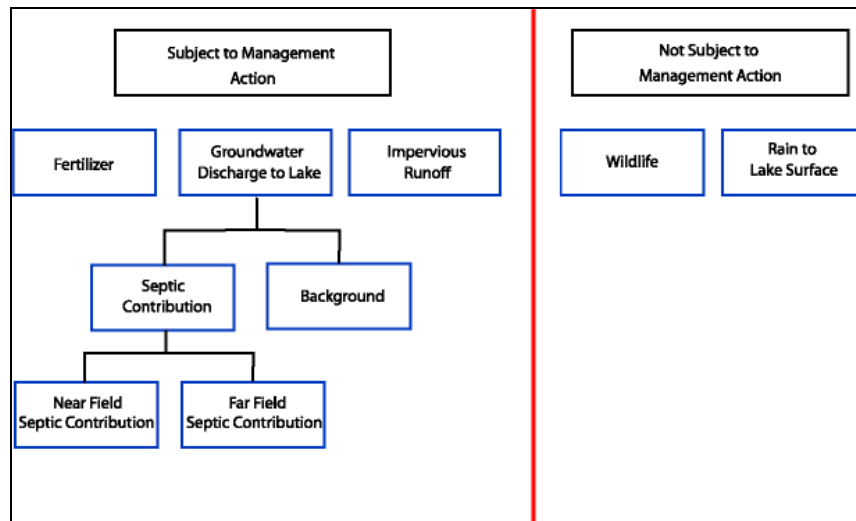 Subject to Management
Action
Not Subject to
Management Action
Fertilizer
Groundwater
Discharge to Lake
Impervious
Runoff
Wildlife
Rain to
Lake Surface
Septic
Contribution
Background
Near Field
Septic Contribution
Far Field
Septic Contribution